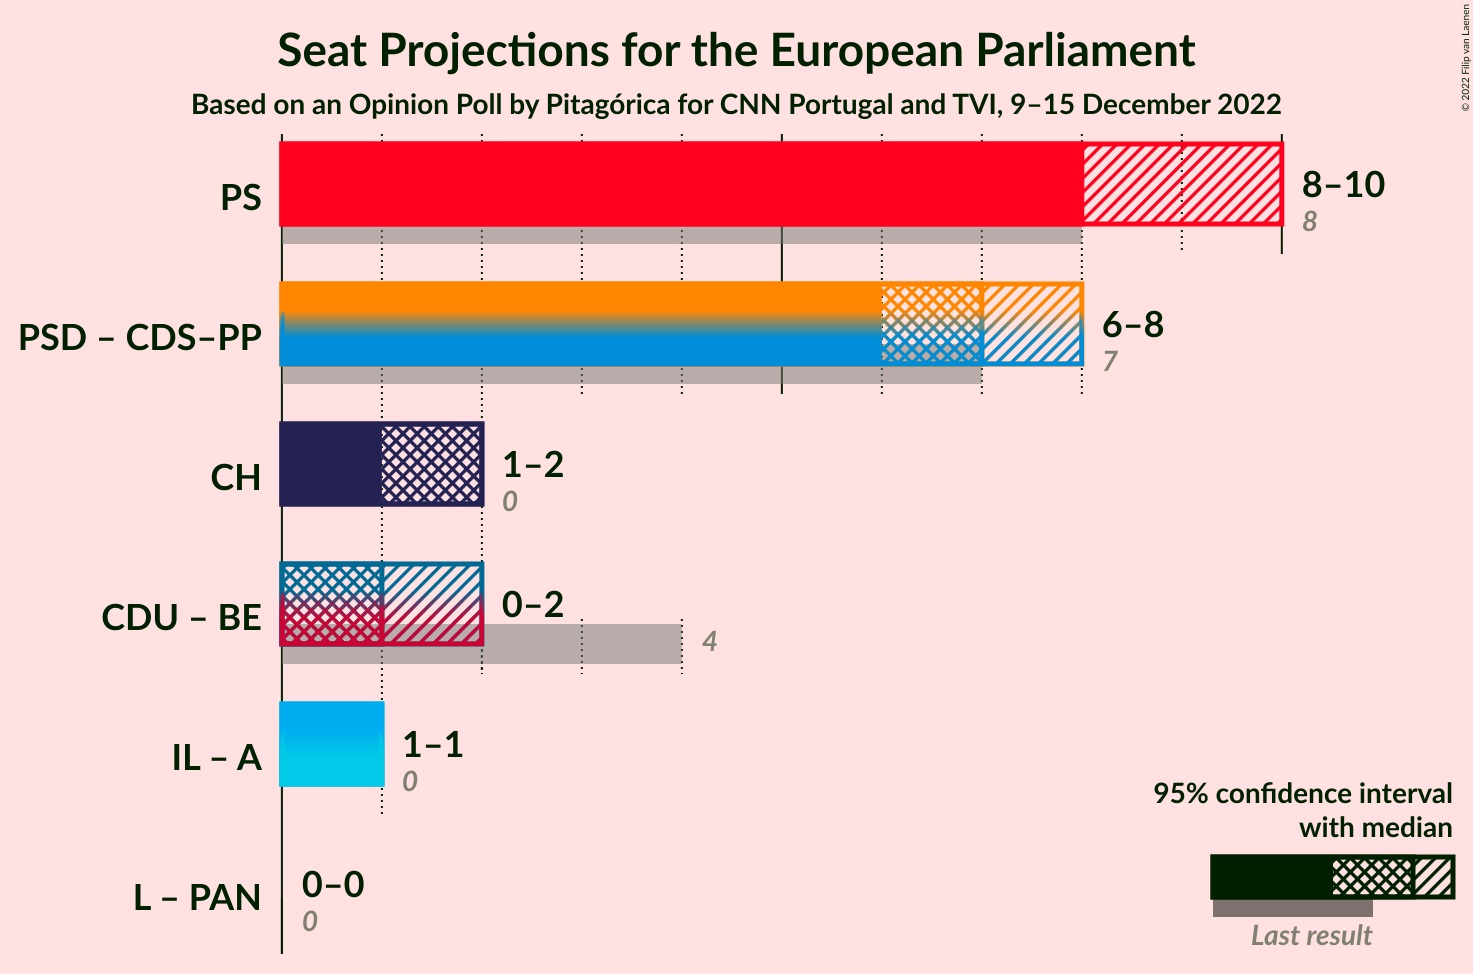 Seat Projections for the European Parliament
Based on an Opinion Poll by Pitagórica for CNN Portugal and TVI, 9–15 December 2022
© 2022 Filip van Laenen
PS
8–10
8
PSD – CDS–PP
6–8
7
CH
1–2
0
CDU – BE
0–2
4
IL – A
1–1
0
L – PAN
0–0
0
95% confidence interval
with median
Last result